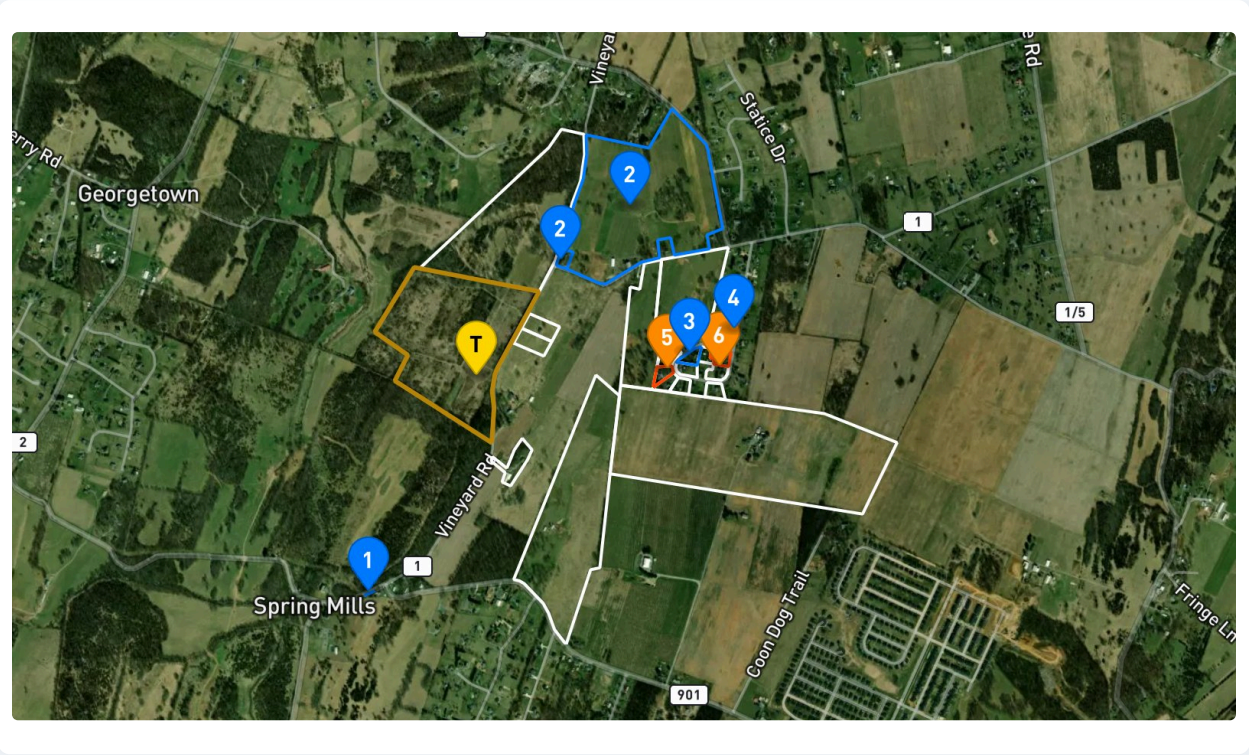 Vineya
e Rd
Statice Dr
erry Rd
Georgetown
2
2
1
4
3
5
6
1/5
T
2
Vineyard Rd
1
1
Spring Mills
Coon Dog Trail
Fringe Ln
901